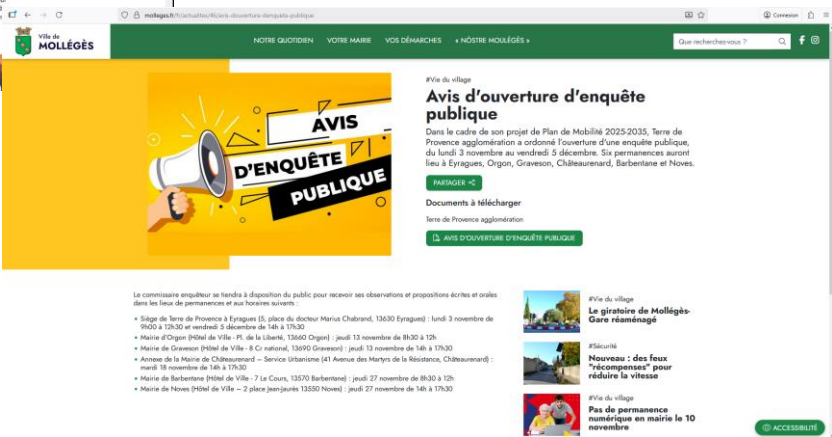 molleges.fr/fr/actualites/46/avis-douverture-denquete-publique
Connexion
Ville de
MOLLÉGÈS
NOTRE QUOTIDIEN VOTRE MAIRIE VOS DÉMARCHES « NÒSTRE MOULÉGÈS »
Que recherchez-vous ?
AVIS
D'ENQUÊTE
PUBLIQUE
#Vie du village
Avis d'ouverture d'enquête
publique
Dans le cadre de son projet de Plan de Mobilité 2025-2035, Terre de
Provence agglomération a ordonné l'ouverture d'une enquête publique,
du lundi 3 novembre au vendredi 5 décembre. Six permanences auront
lieu à Eyragues, Orgon, Graveson, Châteaurenard, Barbentane et Noves.
PARTAGER
Documents à télécharger
Terre de Provence agglomération
AVIS D'OUVERTURE D'ENQUÊTE PUBLIQUE
Le commissaire enquêteur se tiendra à disposition du public pour recevoir ses observations et propositions écrites et orales
dans les lieux de permanences et aux horaires suivants :
• Siège de Terre de Provence à Eyragues (5, place du docteur Marius Chabrand, 13630 Eyragues) : lundi 3 novembre de
9h00 à 12h30 et vendredi 5 décembre de 14h à 17h30
• Mairie d'Orgon (Hôtel de Ville - Pl. de la Liberté, 13660 Orgon) : jeudi 13 novembre de 8h30 à 12h
• Mairie de Graveson (Hôtel de Ville - 8 Cr national, 13690 Graveson) : jeudi 13 novembre de 14h à 17h30
• Annexe de la Mairie de Châteaurenard – Service Urbanisme (41 Avenue des Martyrs de la Résistance, Châteaurenard) :
mardi 18 novembre de 14h à 17h30
• Mairie de Barbentane (Hôtel de Ville - 7 Le Cours, 13570 Barbentane) : jeudi 27 novembre de 8h30 à 12h
• Mairie de Noves (Hôtel de Ville – 2 place Jean-Jaurès 13550 Noves) : jeudi 27 novembre de 14h à 17h30
#Vie du village
Le giratoire de Mollégès-
Gare réaménagé
#Sécurité
Nouveau : des feux
"récompenses" pour
réduire la vitesse
#Vie du village
Pas de permanence
numérique en mairie le 10
novembre
ACCESSIBILITÉ